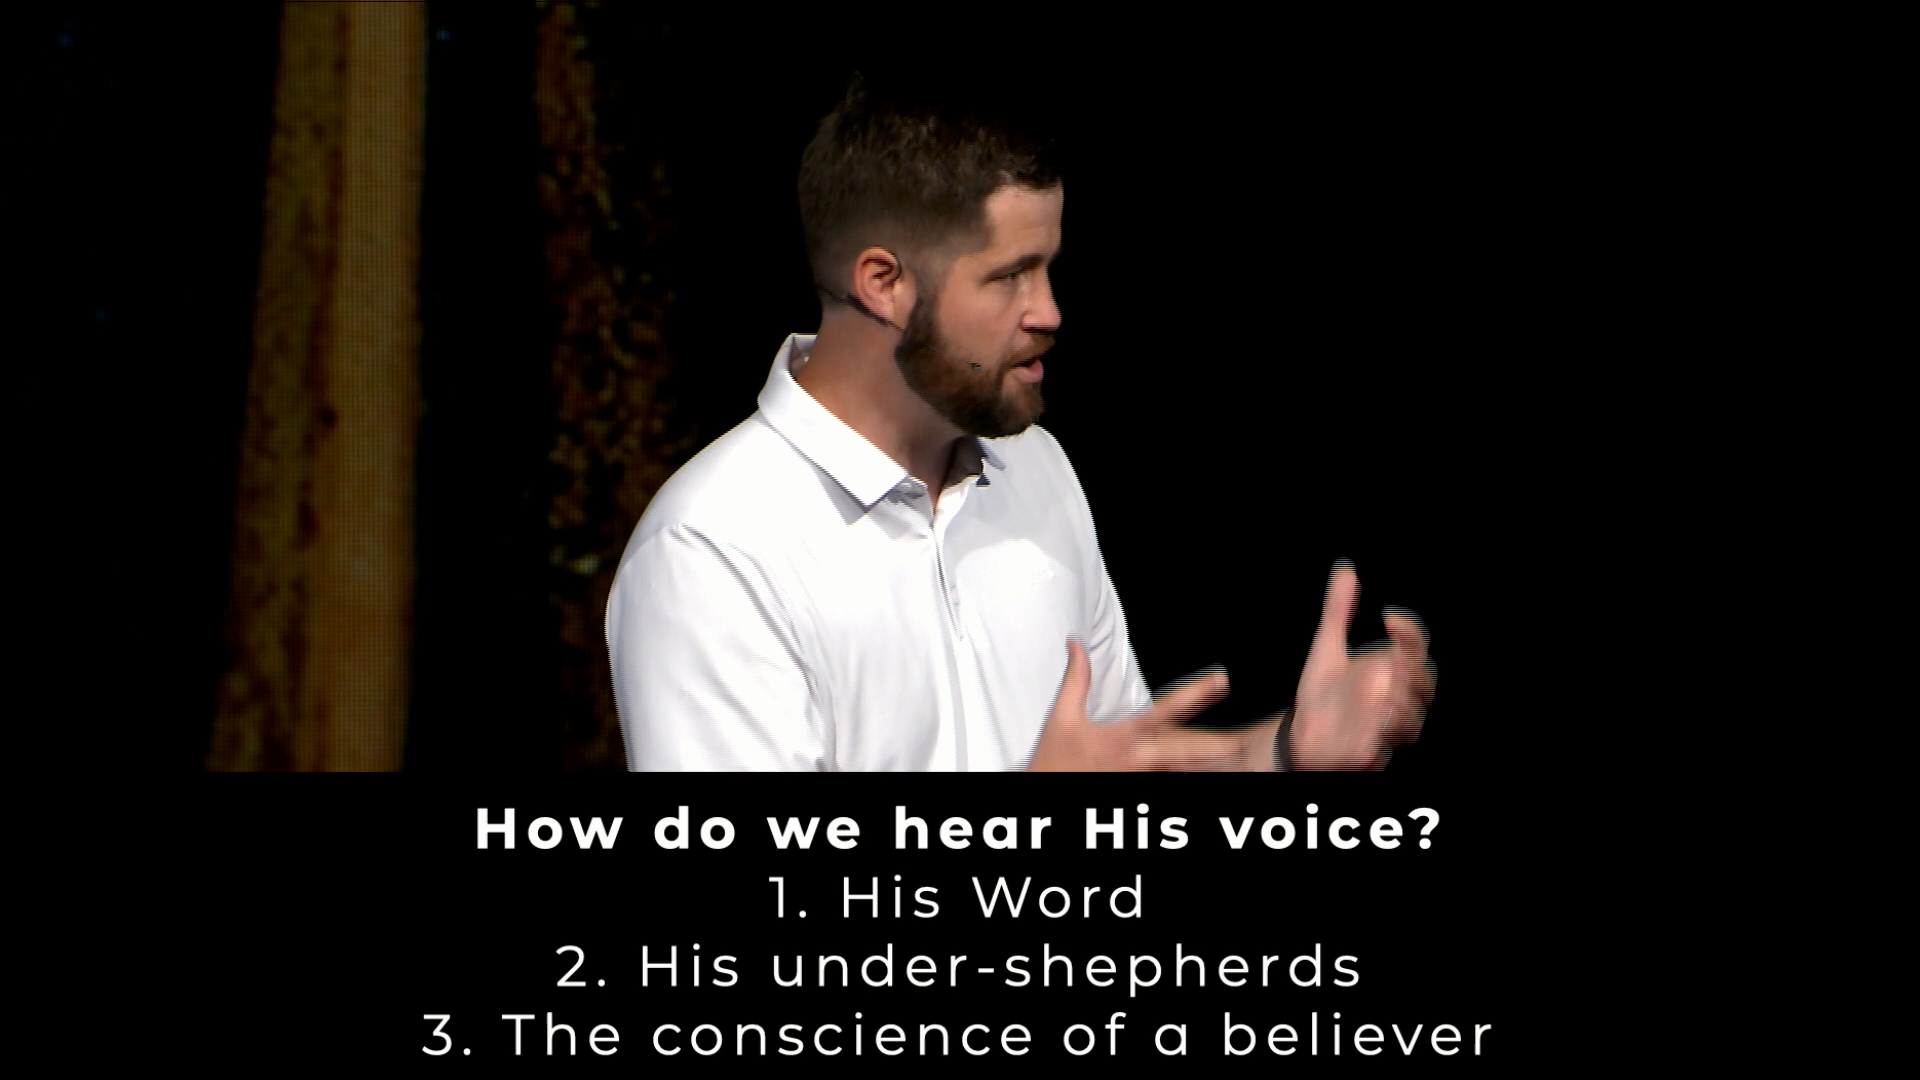 How do we hear His voice?
1. His Word
2. His under-shepherds
3. The conscience of a believer